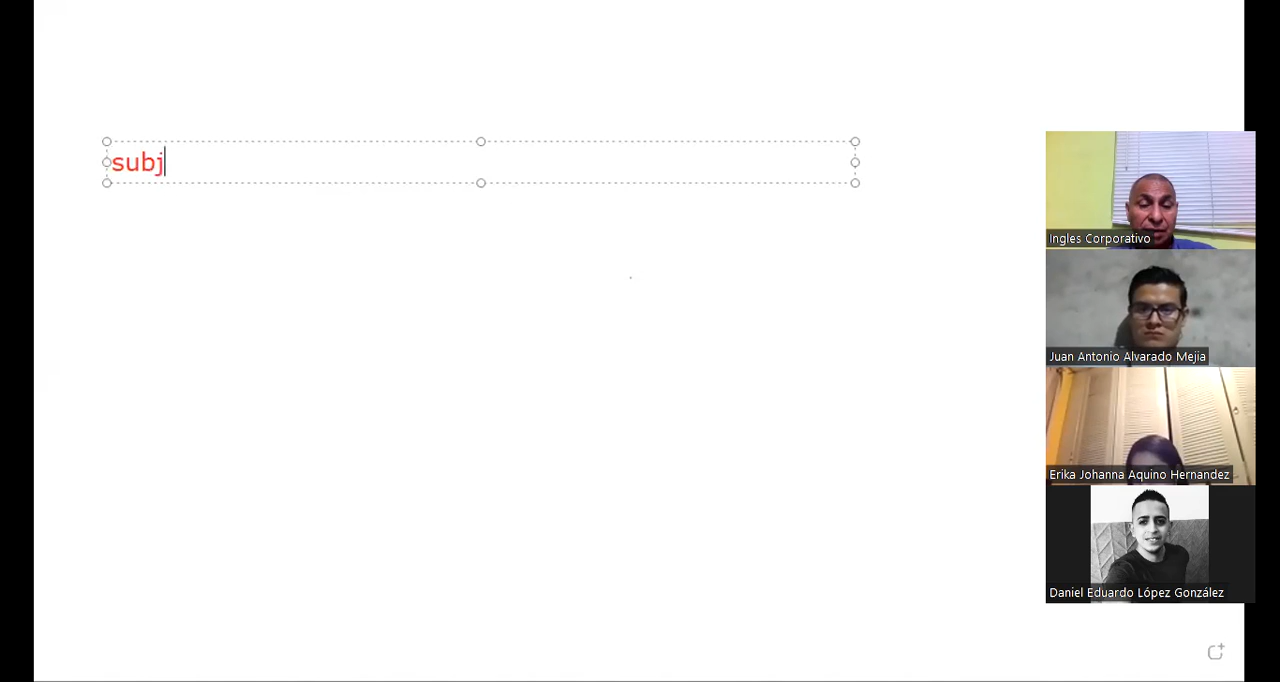 subj
Ingles Corporativo
Juan Antonio Alvarado Mejia
Erika Johanna Aquino Hernandez
Daniel Eduardo López González